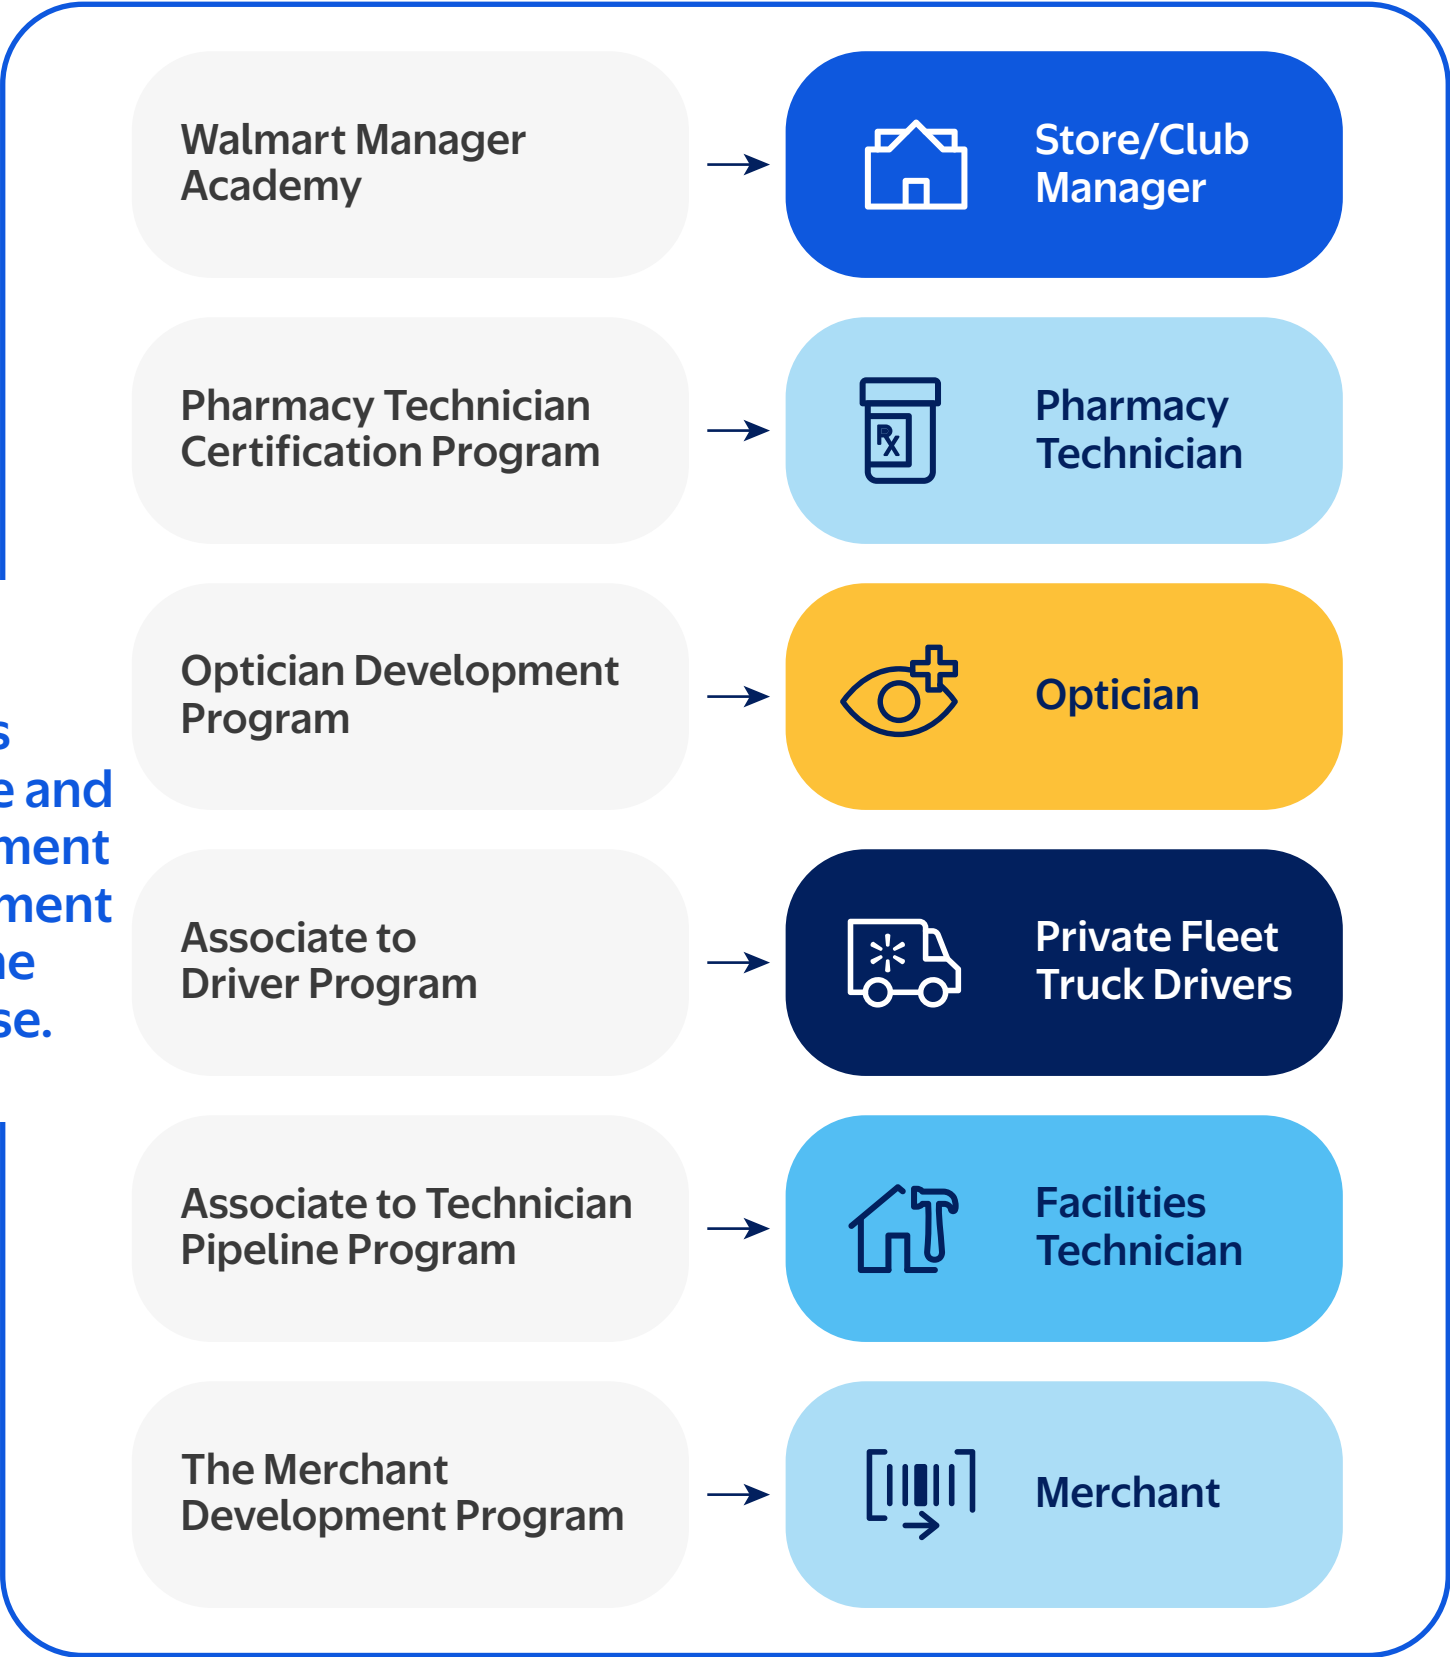 Walmart Manager
Academy
Store/Club
Manager
Pharmacy Technician
Certification Program
Rx
Pharmacy
Technician
Optician Development
Program
Optician
s
e and
ment
ment
ne
se.
Associate to
Driver Program
Private Fleet
Truck Drivers
Associate to Technician
Pipeline Program
Facilities
Technician
The Merchant
Development Program
Merchant